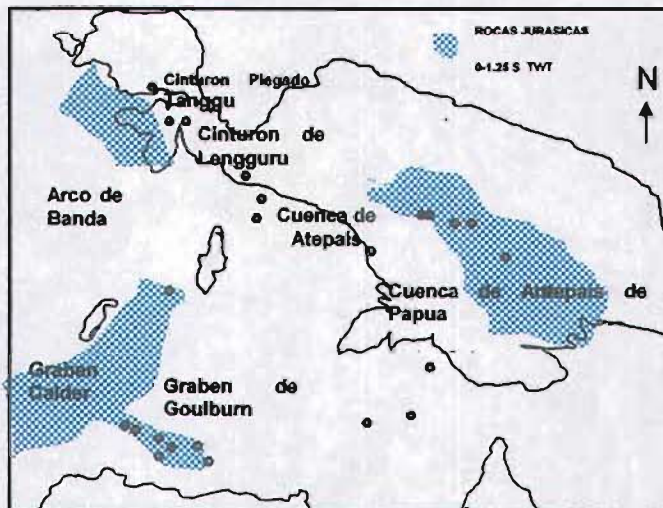 ROCAS JURASICAS
0-1.25 S TWT
N
Cinturon Plegado
Langgu
Cinturon de
Lengguru
Arco de
Banda
Cuenca de
Atepais
Cuenca de Antepais de
Papua
Graben
Calder
Graben de
Goulburn